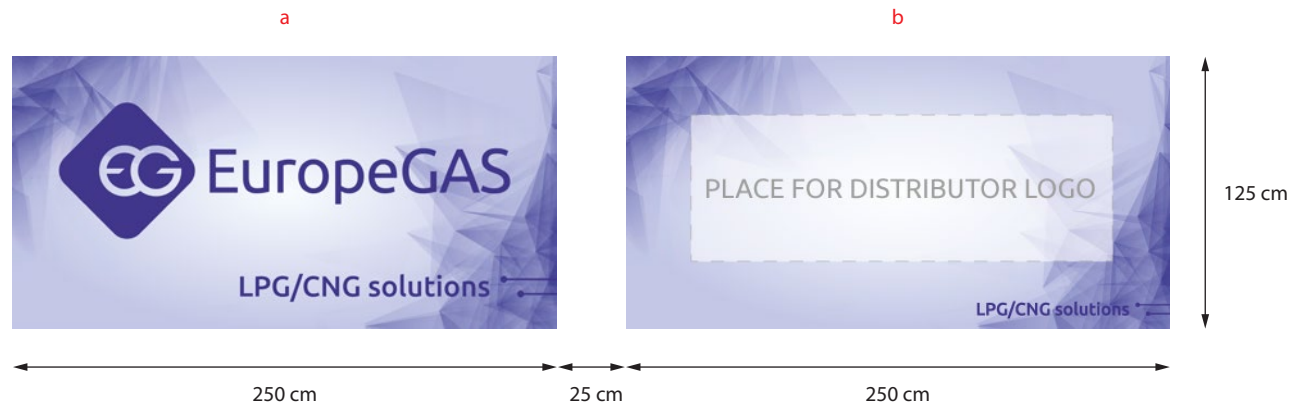 a
b
EG EuropeGAS
LPG/CNG solutions
PLACE FOR DISTRIBUTOR LOGO
LPG/CNG solutions
125 cm
250 cm
25 cm
250 cm